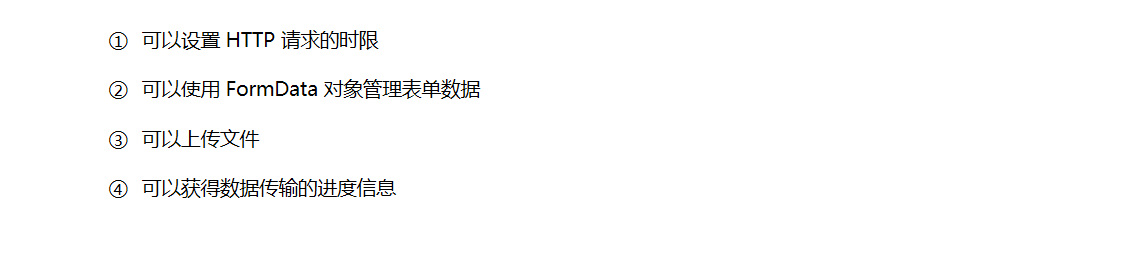 ① 可以设置 HTTP 请求的时限
② 可以使用 FormData 对象管理表单数据
③ 可以上传文件
④ 可以获得数据传输的进度信息